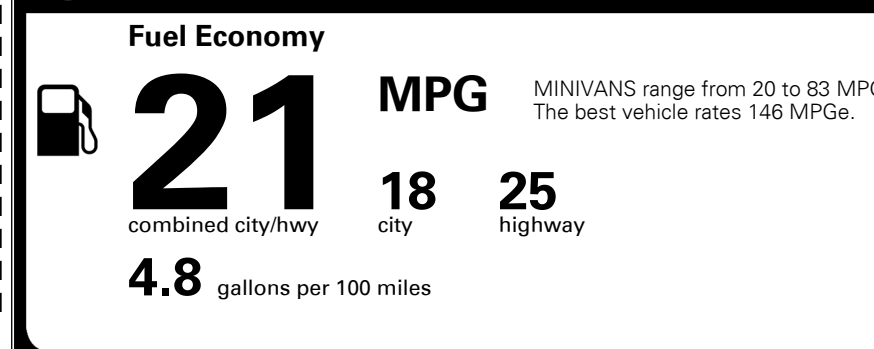 Fuel Economy
21 MPG
MINIVANS range from 20 to 83 MPG
The best vehicle rates 146 MPGe.
18 25
combined city/hwy city highway
4.8 gallons per 100 miles